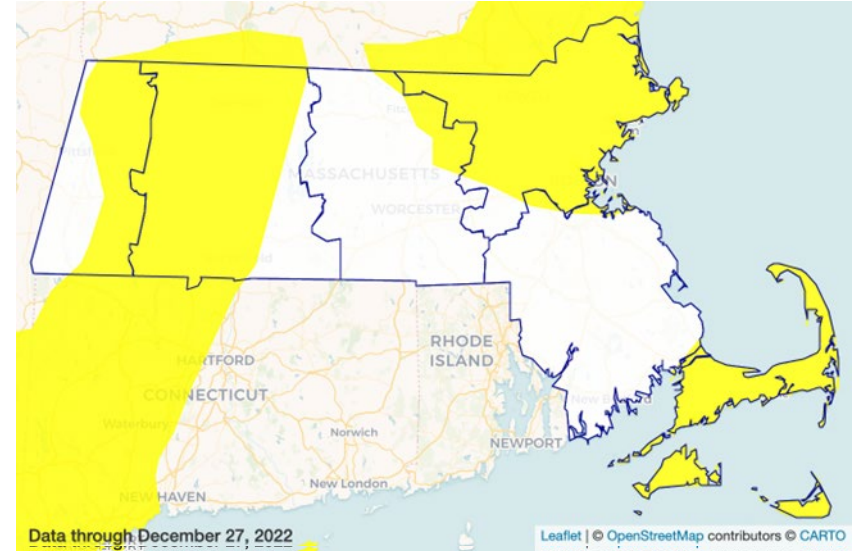 MASSACHUSETTS
WORCESTER
RHODE
ISLAND
HARTFORD
CONNECTICUT
Waterbury
Norwich
NEWPORT
New London
NEW HAVEN
Data through December 27, 2022
Leaflet | © OpenStreetMap contributors © CARTO